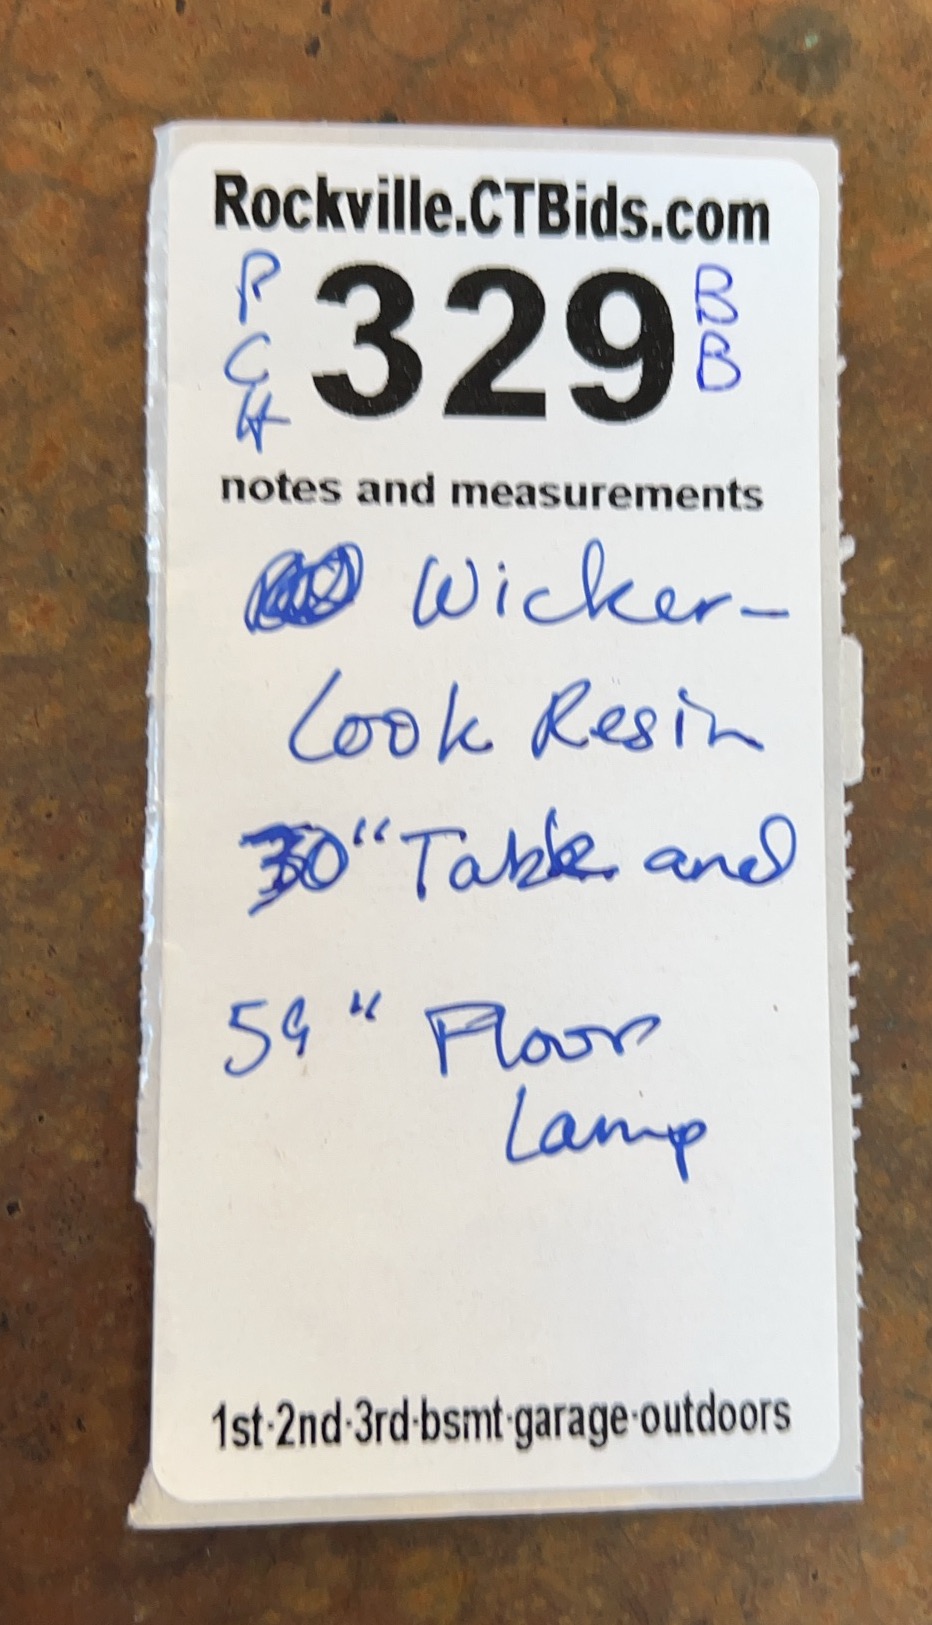 Rockville.CTBids.com
P
C
H
329
B
B
notes and measurements
Wicker-
Look Resin
30" Table and
59" Floor
Lamp
1st·2nd·3rd·bsmt·garage·outdoors